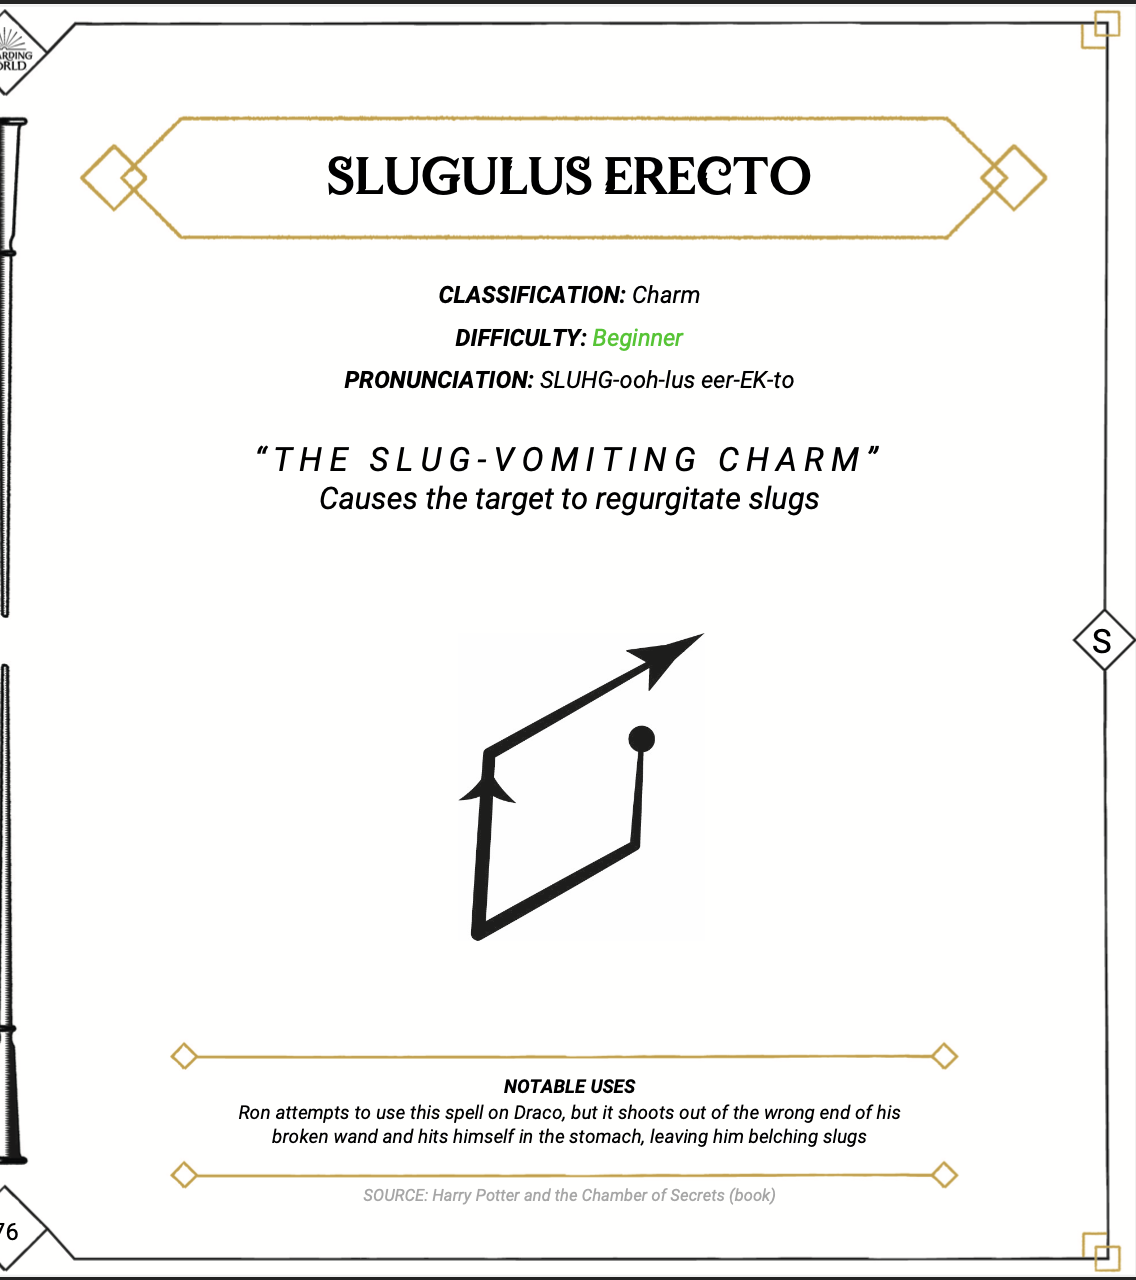 SLUGULUS ERECTO
CLASSIFICATION: Charm
DIFFICULTY: Beginner
PRONUNCIATION: SLUHG-ooh-lus eer-EK-to
“THE SLUG-VOMITING CHARM”
Causes the target to regurgitate slugs
S
NOTABLE USES
Ron attempts to use this spell on Draco, but it shoots out of the wrong end of his
broken wand and hits himself in the stomach, leaving him belching slugs
SOURCE: Harry Potter and the Chamber of Secrets (book)
76